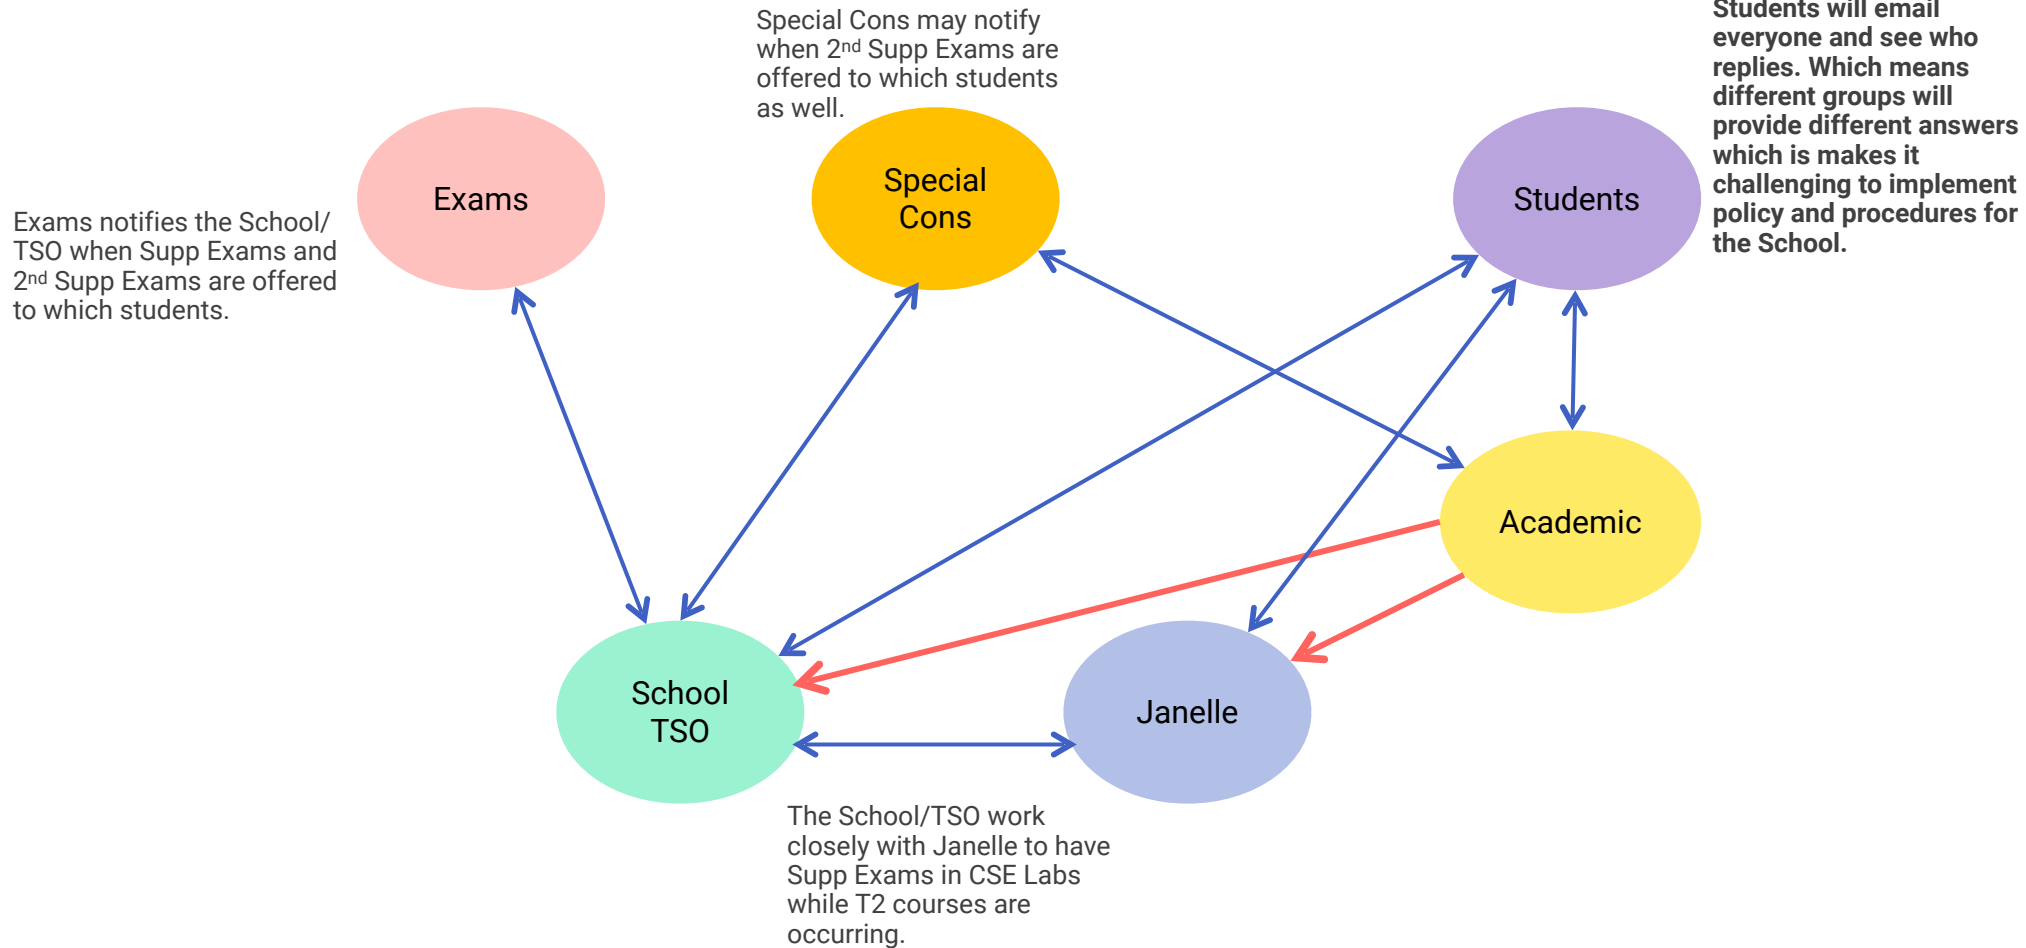 Special Cons may notify
when 2nd Supp Exams are
offered to which students
as well.
Students will email
everyone and see who
replies. Which means
different groups will
provide different answers
which is makes it
challenging to implement
policy and procedures for
the School.
Exams
Special
Cons
Students
Exams notifies the School/
TSO when Supp Exams and
2nd Supp Exams are offered
to which students.
Academic
School
TSO
Janelle
The School/TSO work
closely with Janelle to have
Supp Exams in CSE Labs
while T2 courses are
occurring.